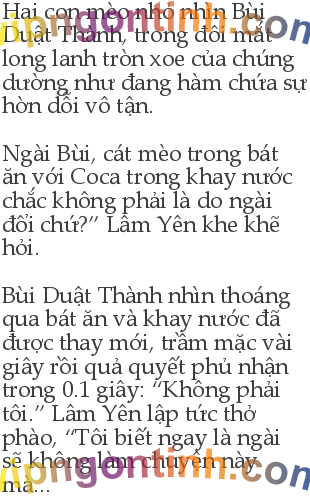 Hai con mèo nhỏ nhìn Bùi
Duật Thành, trong đôi mắt
long lanh tròn xoe của chúng
dường như đang hàm chứa sự
hờn dỗi vô tận.
Ngài Bùi, cát mèo trong bát
ăn với Coca trong khay nước
chắc không phải là do ngài
đổi chứ?” Lâm Yên khe khẽ
hỏi.
Bùi Duật Thành nhìn thoáng
qua bát ăn và khay nước đã
được thay mới, trầm mặc vài
giây rồi quả quyết phủ nhận
trong 0.1 giây: “Không phải
tôi.” Lâm Yên lập tức thở
phào, “Tôi biết ngay là ngài
sẽ không làm chuyện này
mà...
vipngontinh.com
vipngontinh.com